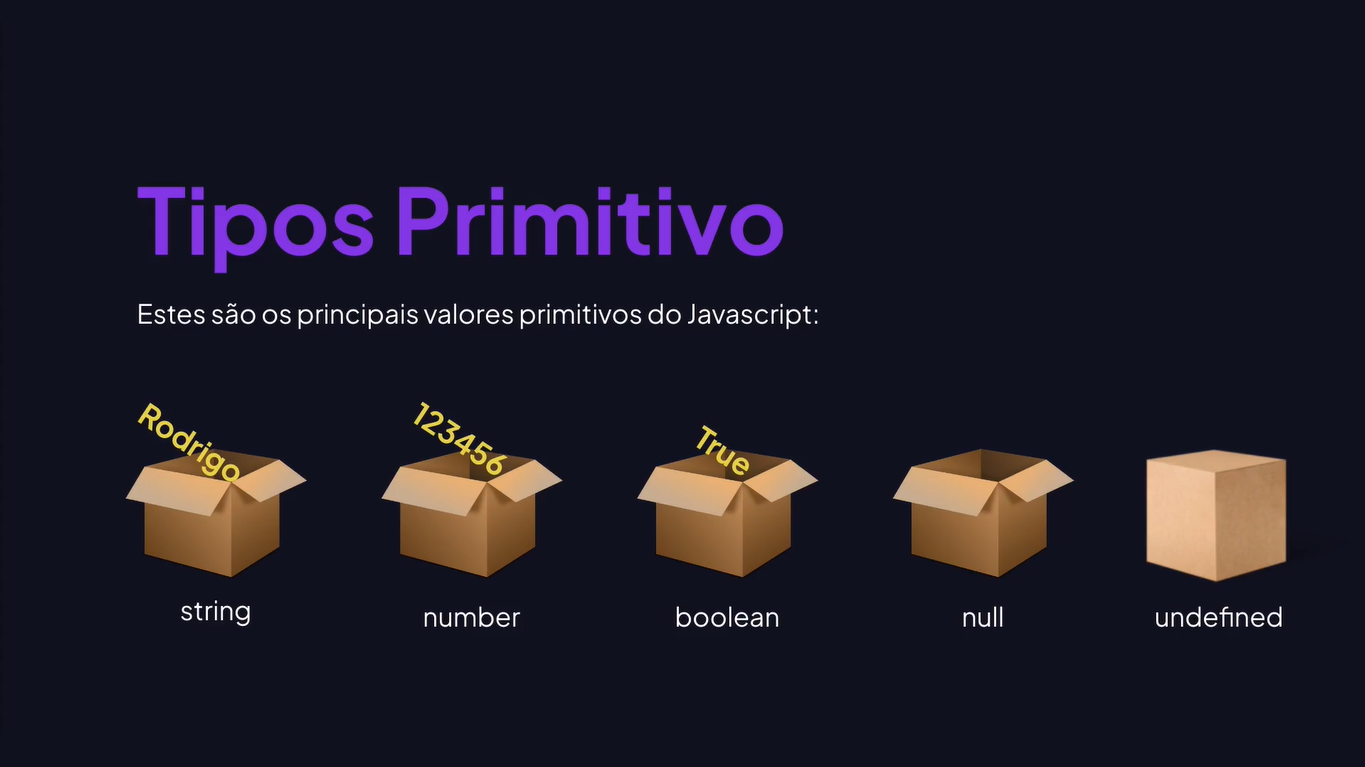 Tipos Primitivo
Estes são os principais valores primitivos do Javascript:
Rodrigo
123456
True
string
number
boolean
null
undefined